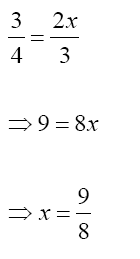 3/4 = 2x/3
⇒ 9 = 8x
⇒ x = 9/8